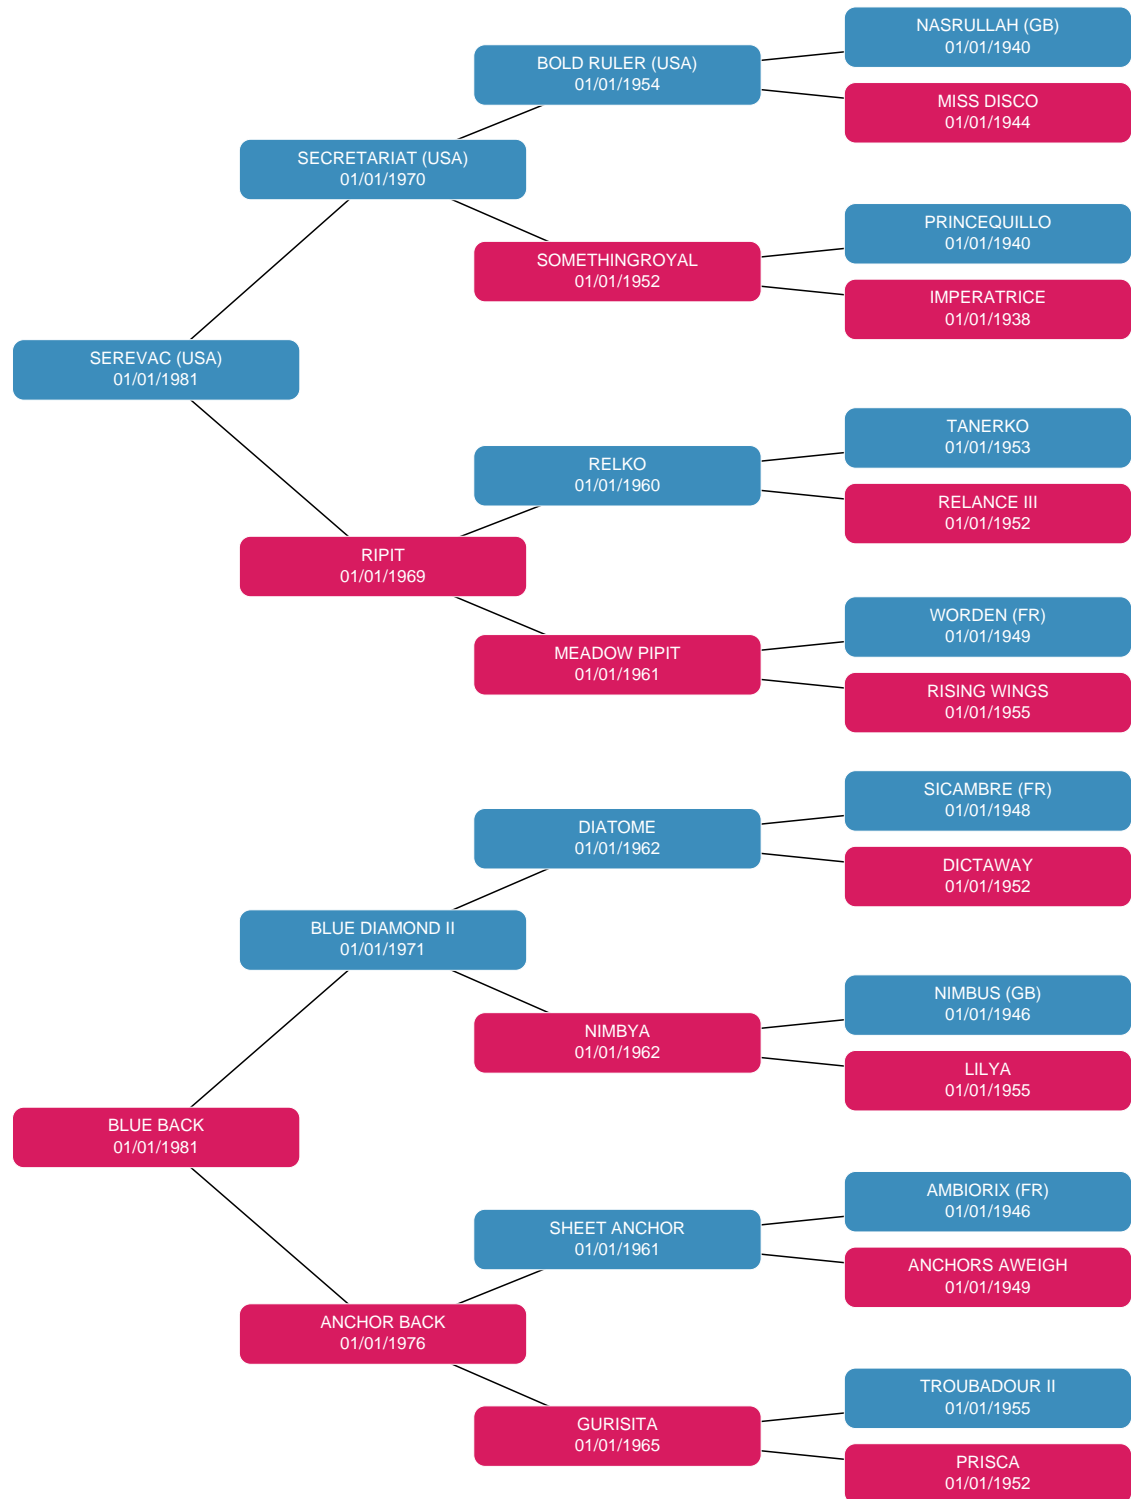 NASRULLAH (GB)
01/01/1940
BOLD RULER (USA)
01/01/1954
MISS DISCO
01/01/1944
SECRETARIAT (USA)
01/01/1970
PRINCEQUILLO
01/01/1940
SOMETHINGROYAL
01/01/1952
IMPERATRICE
01/01/1938
SEREVAC (USA)
01/01/1981
TANERKO
01/01/1953
RELKO
01/01/1960
RELANCE III
01/01/1952
RIPIT
01/01/1969
WORDEN (FR)
01/01/1949
MEADOW PIPIT
01/01/1961
RISING WINGS
01/01/1955
SICAMBRE (FR)
01/01/1948
DIATOME
01/01/1962
DICTAWAY
01/01/1952
BLUE DIAMOND II
01/01/1971
NIMBUS (GB)
01/01/1946
NIMBYA
01/01/1962
LILYA
01/01/1955
BLUE BACK
01/01/1981
AMBIORIX (FR)
01/01/1946
SHEET ANCHOR
01/01/1961
ANCHORS AWEIGH
01/01/1949
ANCHOR BACK
01/01/1976
TROUBADOUR II
01/01/1955
GURISITA
01/01/1965
PRISCA
01/01/1952